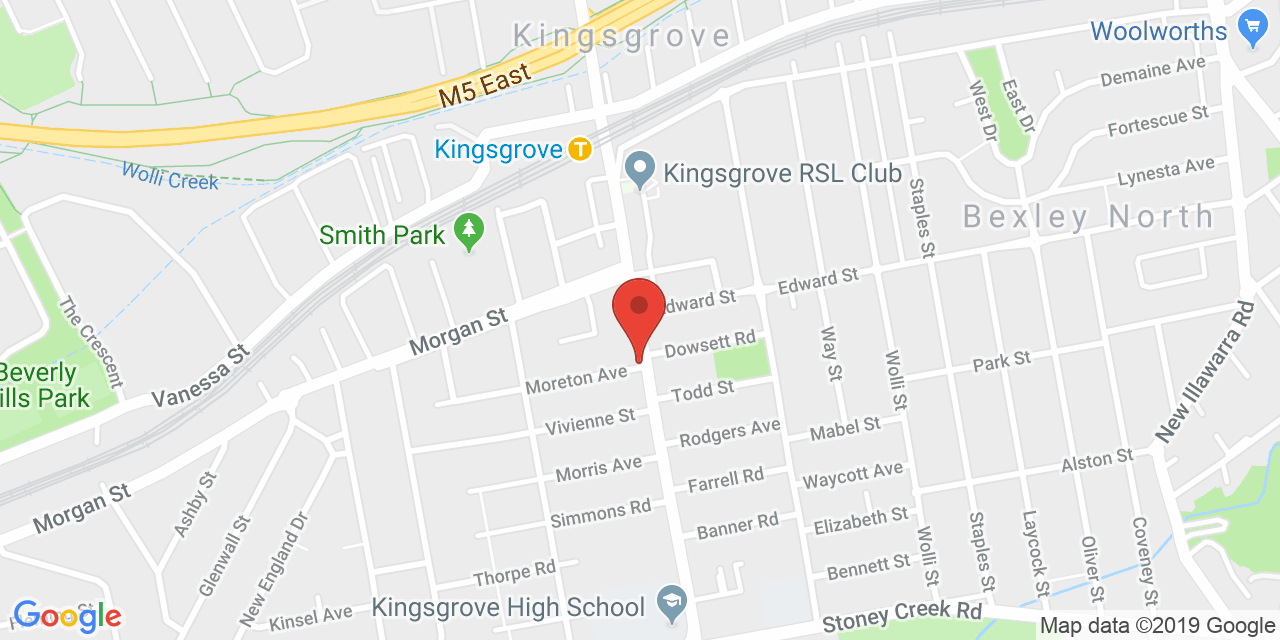 Kingsgrove
Woolworths
M5 East
Demaine Ave
East Dr
West Dr
Fortescue St
Kingsgrove
T
Wolli Creek
Kingsgrove RSL Club
Lynesta Ave
Staples St
Bexley North
Smith Park
Edward St
dward St
The Crescent
Morgan St
Way St
Dowsett Rd
New Illawarra Rd
Vanessa St
Beverly
ills Park
Moreton Ave
Wolli St
Park St
Todd St
Vivienne St
Rodgers Ave
Mabel St
Alston St
Morris Ave
Farrell Rd
Waycott Ave
Ashby St
Morgan St
Simmons Rd
Banner Rd
Elizabeth St
Glenwall St
New England Dr
Wolli St
Staples St
Laycock St
Oliver St
Coveney St
Thorpe Rd
Bennett St
Kingsgrove High School
Kinsel Ave
Stoney Creek Rd
Google
Map data ©2019 Google